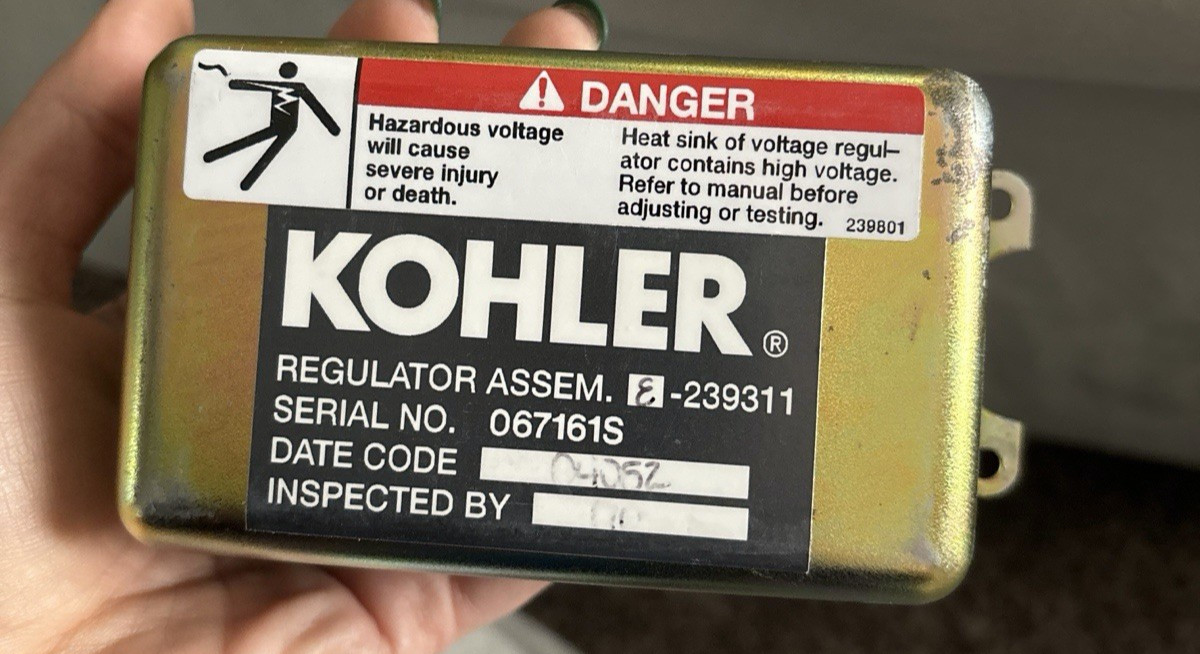 DANGER
Hazardous voltage
will cause
severe injury
or death.
Heat sink of voltage regul-
ator contains high voltage.
Refer to manual before
adjusting or testing. 239801
KOHLER®
REGULATOR ASSEM. E-239311
SERIAL NO. 067161S
DATE CODE
INSPECTED BY